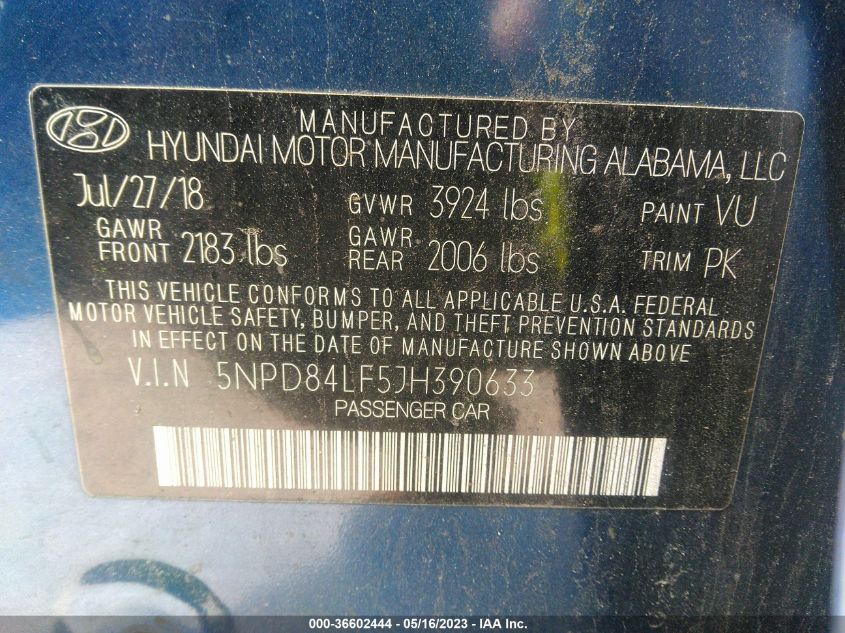 MANUFACTURED BY
HYUNDAI MOTOR MANUFACTURING ALABAMA, LLC
Jul/27/18 GVWR 3924 lbs PAINT VU
GAWR FRONT 2183 lbs GAWR REAR 2006 lbs TRIM PK
THIS VEHICLE CONFORMS TO ALL APPLICABLE U.S.A. FEDERAL
MOTOR VEHICLE SAFETY, BUMPER, AND THEFT PREVENTION STANDARDS
IN EFFECT ON THE DATE OF MANUFACTURE SHOWN ABOVE
V.I.N 5NPD84LF5JH390633
PASSENGER CAR
000-36602444 - 05/16/2023 - IAA Inc.